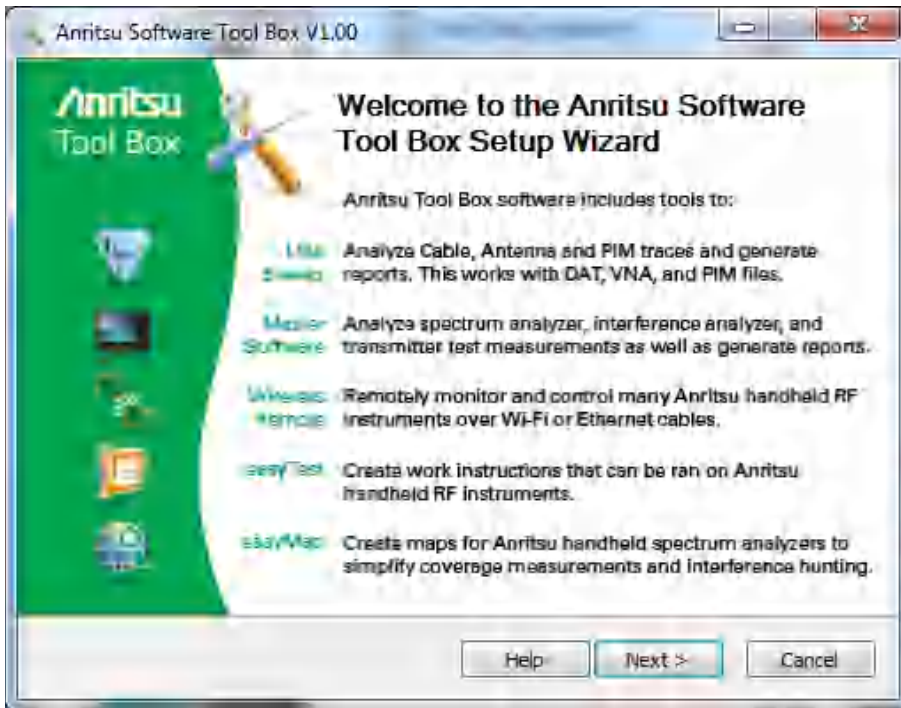 Anritsu Software Tool Box V1.00
Anritsu
Tool Box
Welcome to the Anritsu Software
Tool Box Setup Wizard
Anritsu Tool Box software includes tools to:
Line
Sweep
Analyze Cable, Antenna and PIM traces and generate
reports. This works with DAT, VNA, and PIM files.
Master
Software
Analyze spectrum analyzer, interference analyzer, and
transmitter test measurements as well as generate reports.
Wireless
Remote
Remotely monitor and control many Anritsu handheld RF
instruments over Wi-Fi or Ethernet cables.
easyTest
Create work instructions that can be ran on Anritsu
handheld RF instruments.
easyMap
Create maps for Anritsu handheld spectrum analyzers to
simplify coverage measurements and interference hunting.
Help
Next >
Cancel